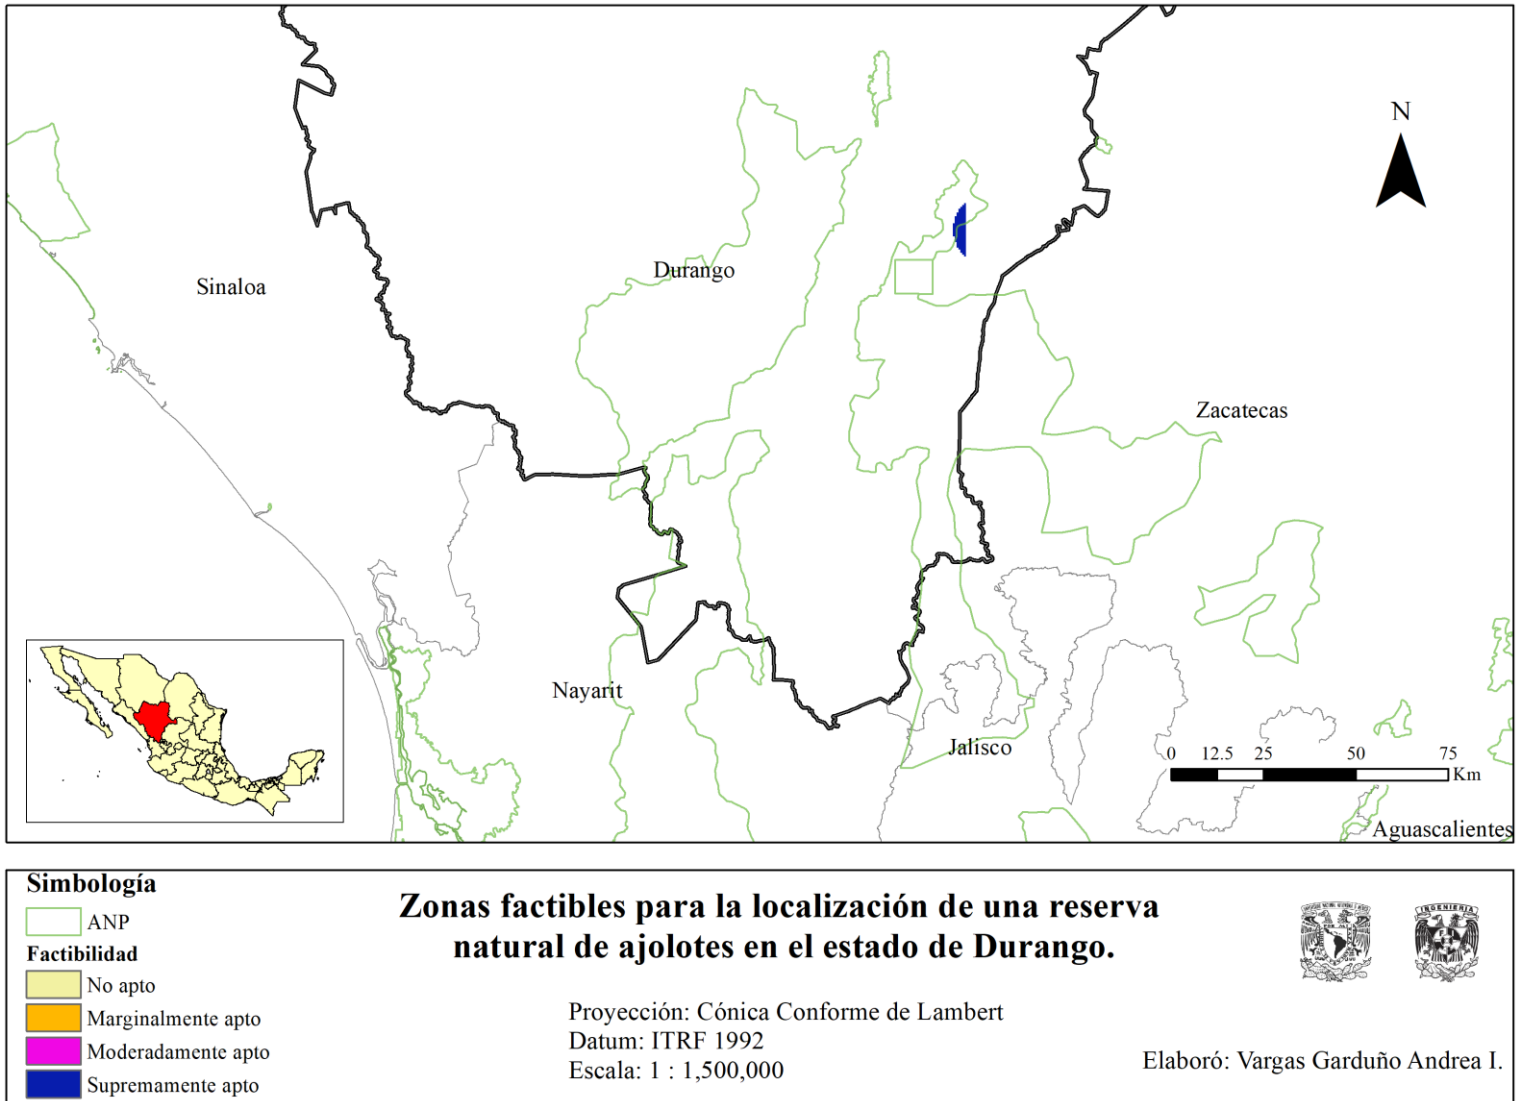 N
Sinaloa
Durango
Zacatecas
Nayarit
Jalisco
0 12.5 25 50 75
Km
Aguascalientes
Simbología
ANP
Factibilidad
No apto
Marginalmente apto
Moderadamente apto
Supremamente apto
Zonas factibles para la localización de una reserva
natural de ajolotes en el estado de Durango.
Proyección: Cónica Conforme de Lambert
Datum: ITRF 1992
Escala: 1 : 1,500,000
INGENIERIA
Elaboró: Vargas Garduño Andrea I.